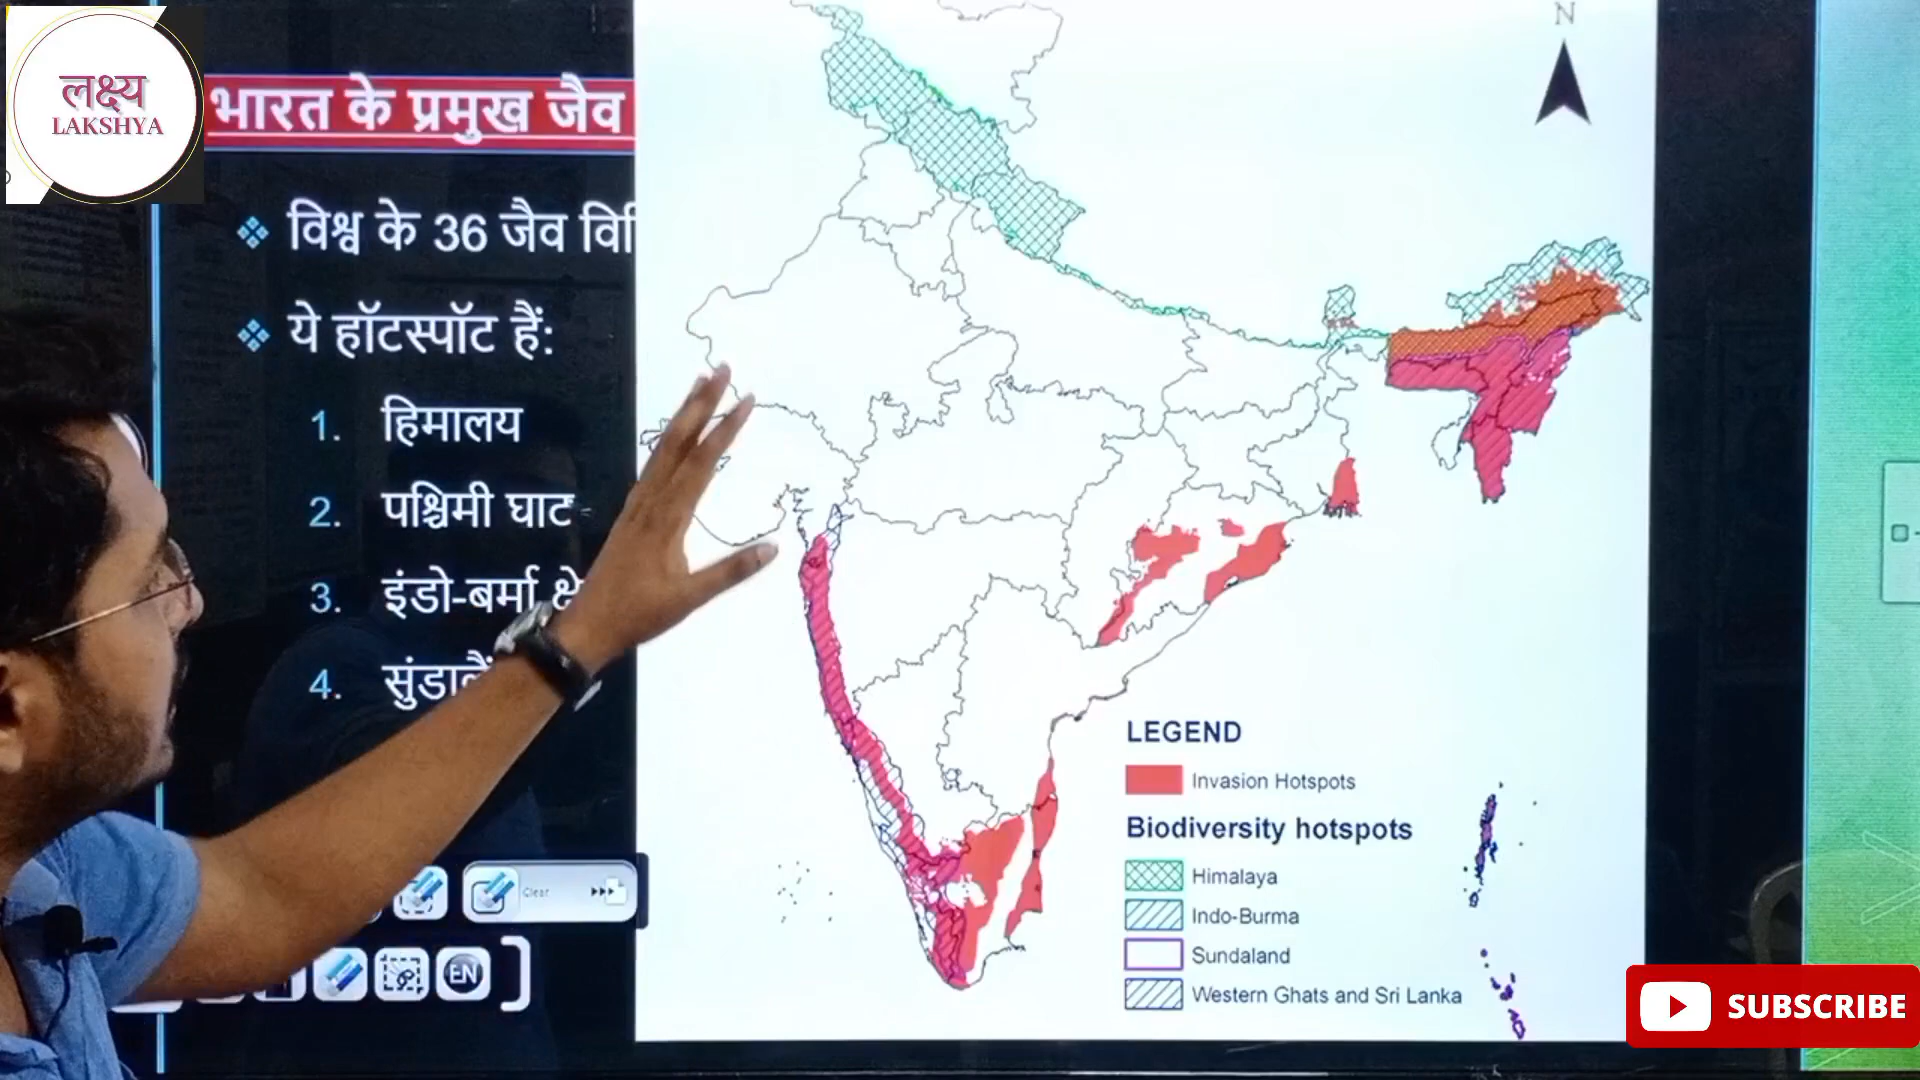 लक्ष्य
LAKSHYA
भारत के प्रमुख जैव
विश्व के 36 जैव
ये हॉटस्पॉट हैं:
1. हिमालय
2. पश्चिमी घाट
3. इंडो-बर्मा
4.
N
LEGEND
Invasion Hotspots
Biodiversity hotspots
Himalaya
Indo-Burma
Sundaland
Western Ghats and Sri Lanka
Clear
EN
SUBSCRIBE